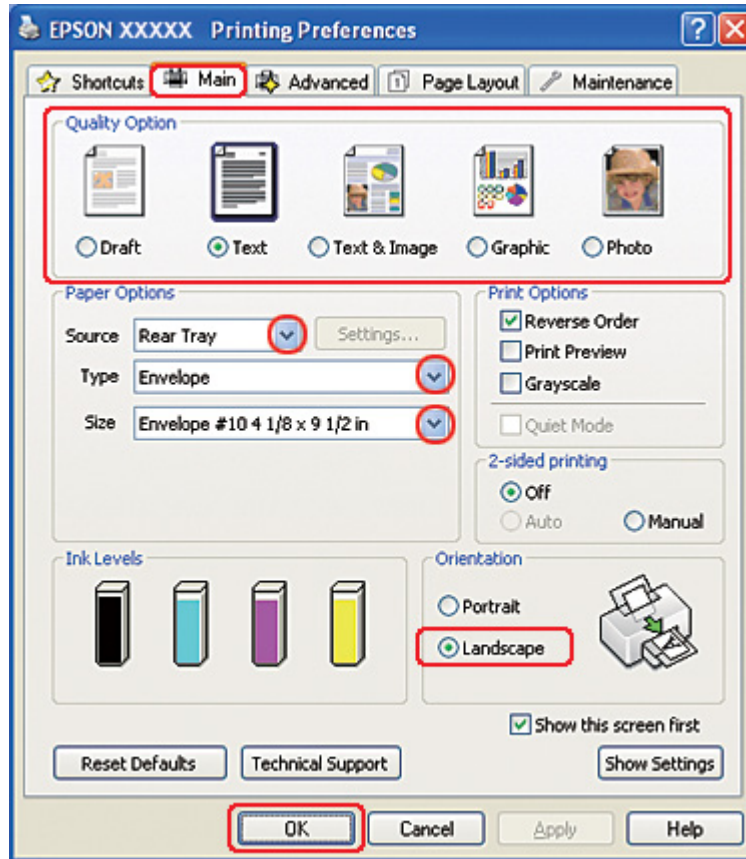 EPSON XXXXX Printing Preferences
Shortcuts Main Advanced 1 Page Layout Maintenance
Quality Option
Draft Text Text & Image Graphic Photo
Paper Options
Source Rear Tray Settings...
Type Envelope
Size Envelope #10 4 1/8 x 9 1/2 in
Print Options
Reverse Order
Print Preview
Grayscale
Quiet Mode
2-sided printing
Off
Auto Manual
Ink Levels
Orientation
Portrait
Landscape
Show this screen first
Reset Defaults Technical Support Show Settings
OK Cancel Apply Help